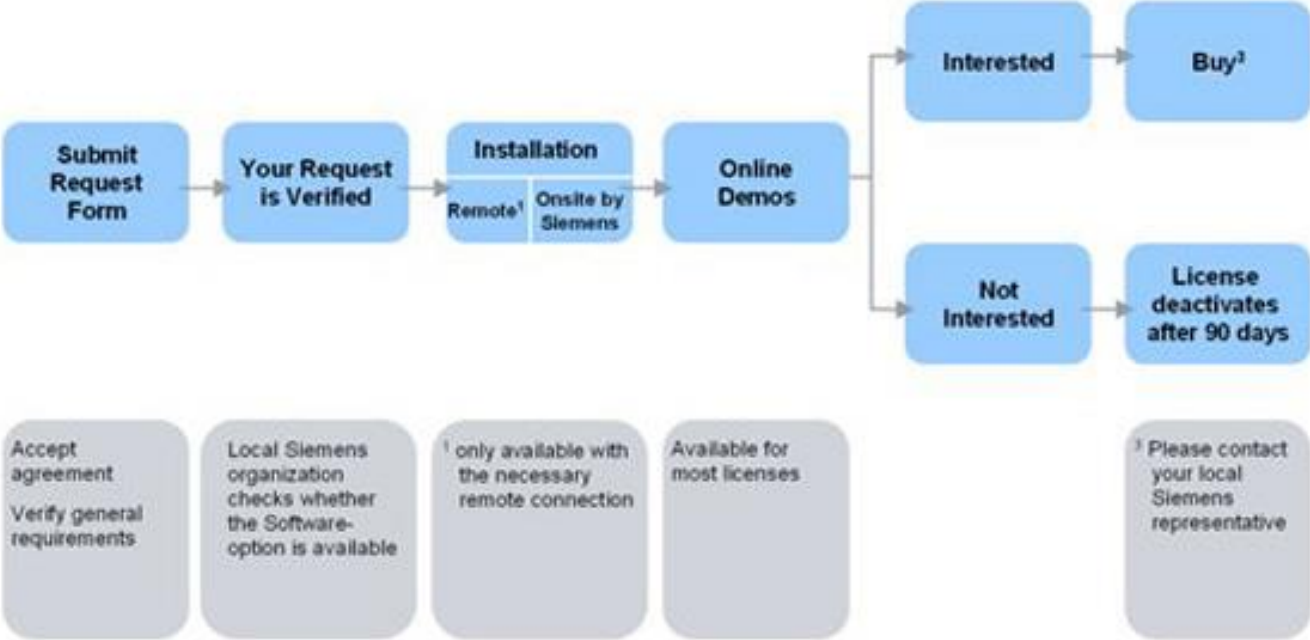 Submit
Request
Form
Your Request
is Verified
Installation
Remote¹
Onsite by
Siemens
Online
Demos
Interested
Buy³
Not
Interested
License
deactivates
after 90 days
Accept
agreement
Verify general
requirements
Local Siemens
organization
checks whether
the Software-
option is available
¹ only available with
the necessary
remote connection
Available for
most licenses
³ Please contact
your local
Siemens
representative